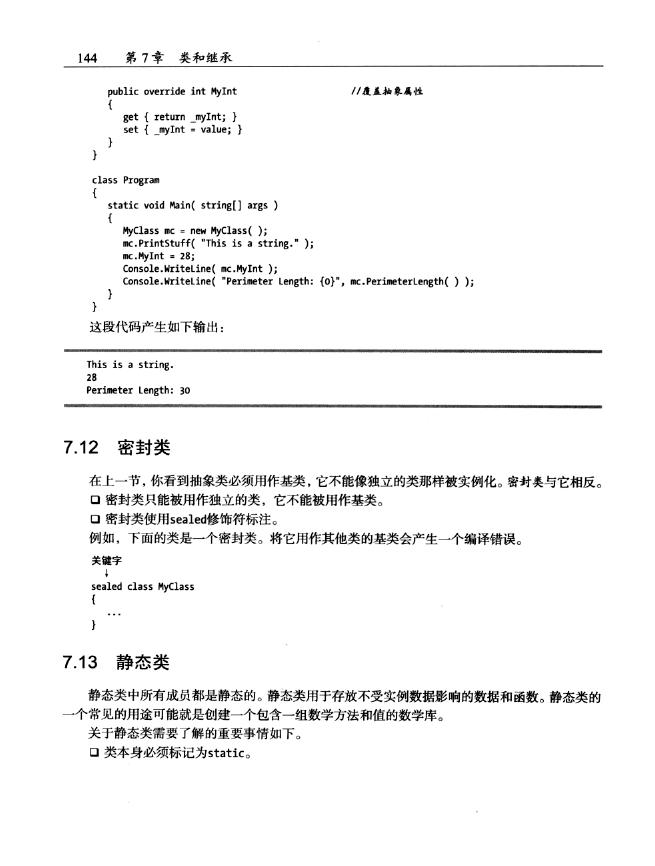 144 第7章 类和继承
public override int MyInt //覆盖抽象属性
{
get { return _myInt; }
set { _myInt = value; }
}
}
class Program
{
static void Main( string[] args )
{
MyClass mc = new MyClass( );
mc.PrintStuff( "This is a string." );
mc.MyInt = 28;
Console.WriteLine( mc.MyInt );
Console.WriteLine( "Perimeter Length: {0}", mc.PerimeterLength( ) );
}
}
这段代码产生如下输出：
This is a string.
28
Perimeter Length: 30
7.12 密封类
在上一节，你看到抽象类必须用作基类，它不能像独立的类那样被实例化。密封类与它相反。
❑ 密封类只能被用作独立的类，它不能被用作基类。
❑ 密封类使用sealed修饰符标注。
例如，下面的类是一个密封类。将它用作其他类的基类会产生一个编译错误。
关键字
↓
sealed class MyClass
{
...
}
7.13 静态类
静态类中所有成员都是静态的。静态类用于存放不受实例数据影响的数据和函数。静态类的
一个常见的用途可能就是创建一个包含一组数学方法和值的数学库。
关于静态类需要了解的重要事情如下。
❑ 类本身必须标记为static。